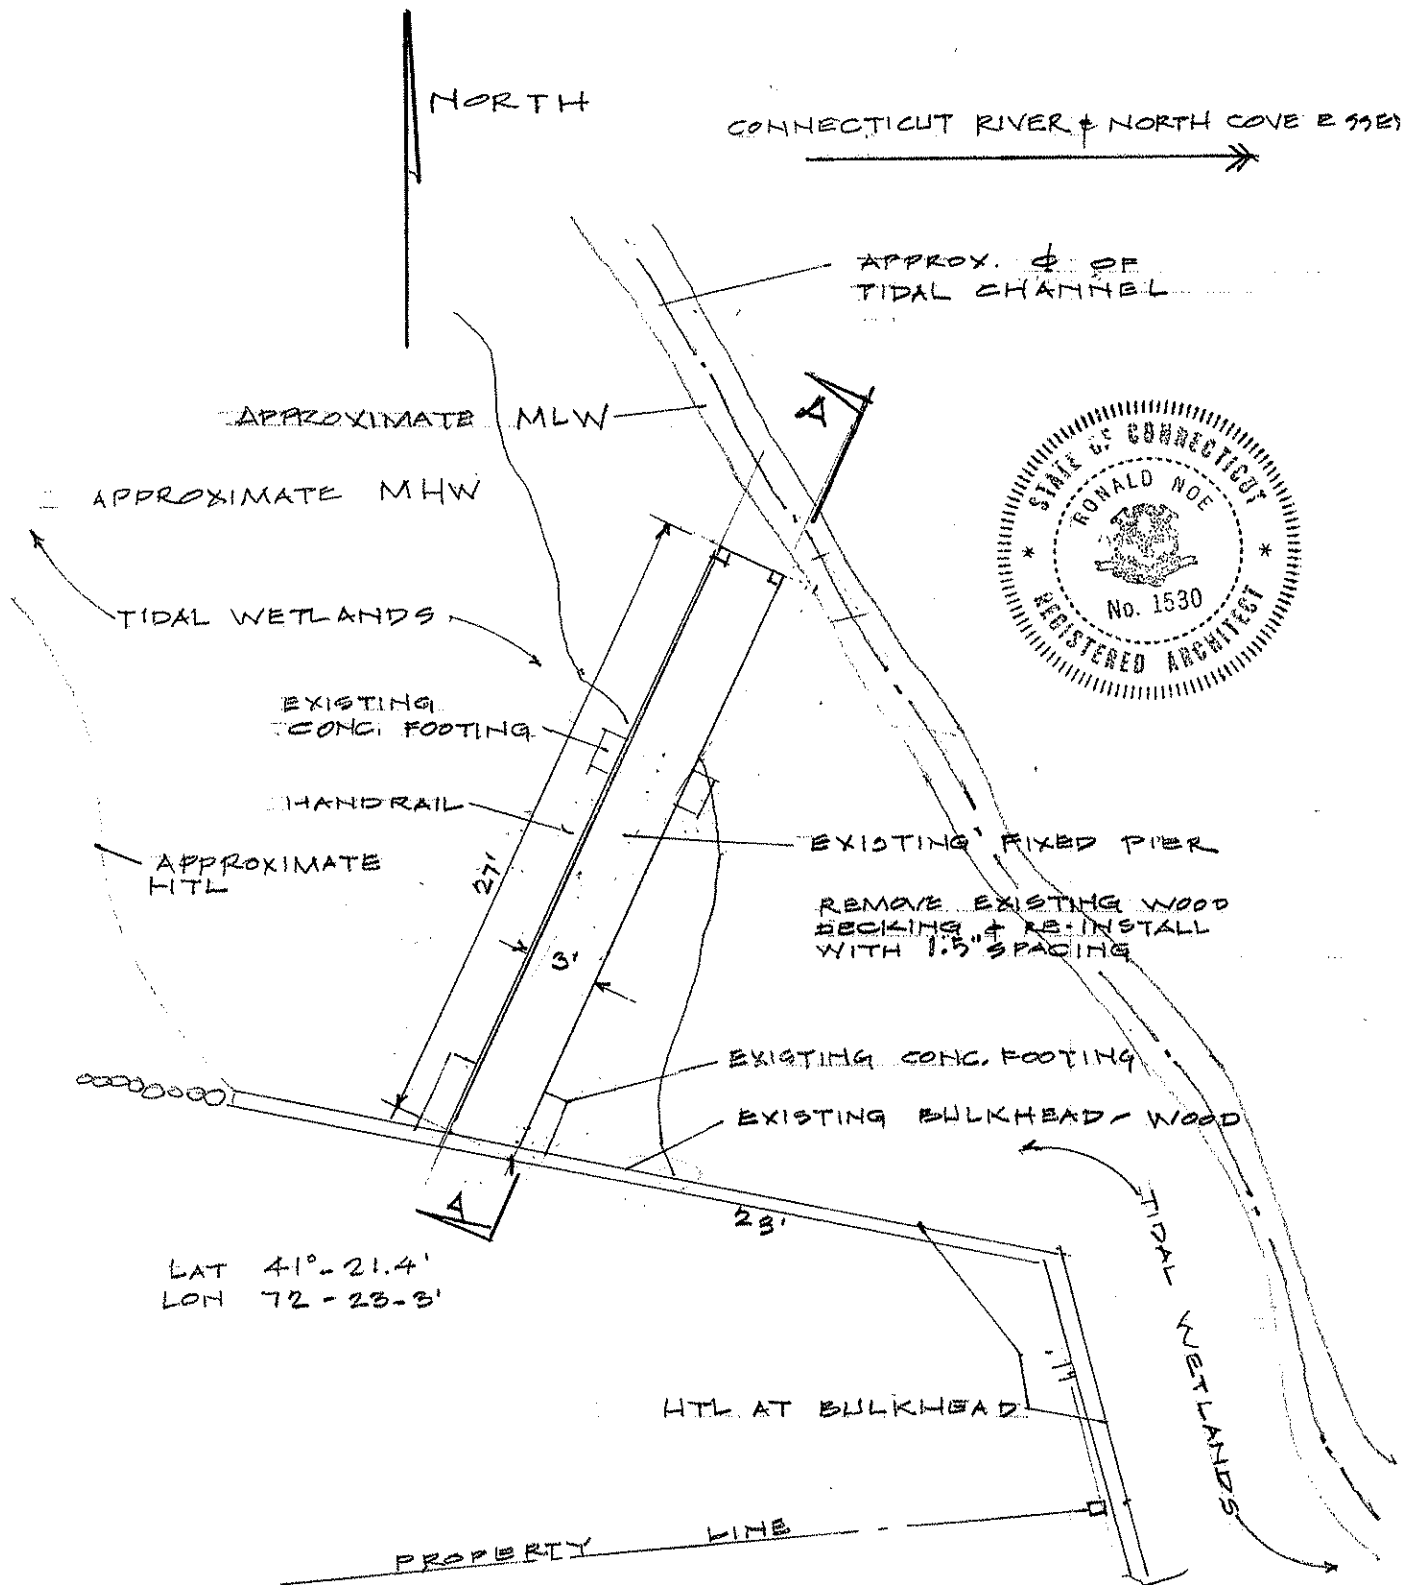 NORTH
CONNECTICUT RIVER & NORTH COVE ESSEX
APPROX. ℄ OF
TIDAL CHANNEL
APPROXIMATE MLW
A
APPROXIMATE MHW
STATE OF CONNECTICUT
RONALD NOE
No. 1530
* REGISTERED ARCHITECT *
TIDAL WETLANDS
EXISTING
CONC. FOOTING
HANDRAIL
EXISTING FIXED PIER
APPROXIMATE
HTL
27'
REMOVE EXISTING WOOD
DECKING & RE-INSTALL
WITH 1.5" SPACING
3'
EXISTING CONC. FOOTING
EXISTING BULKHEAD - WOOD
A
23'
TIDAL WETLANDS
LAT 41°-21.4'
LON 72-23-3'
11'
HTL AT BULKHEAD
PROPERTY LINE